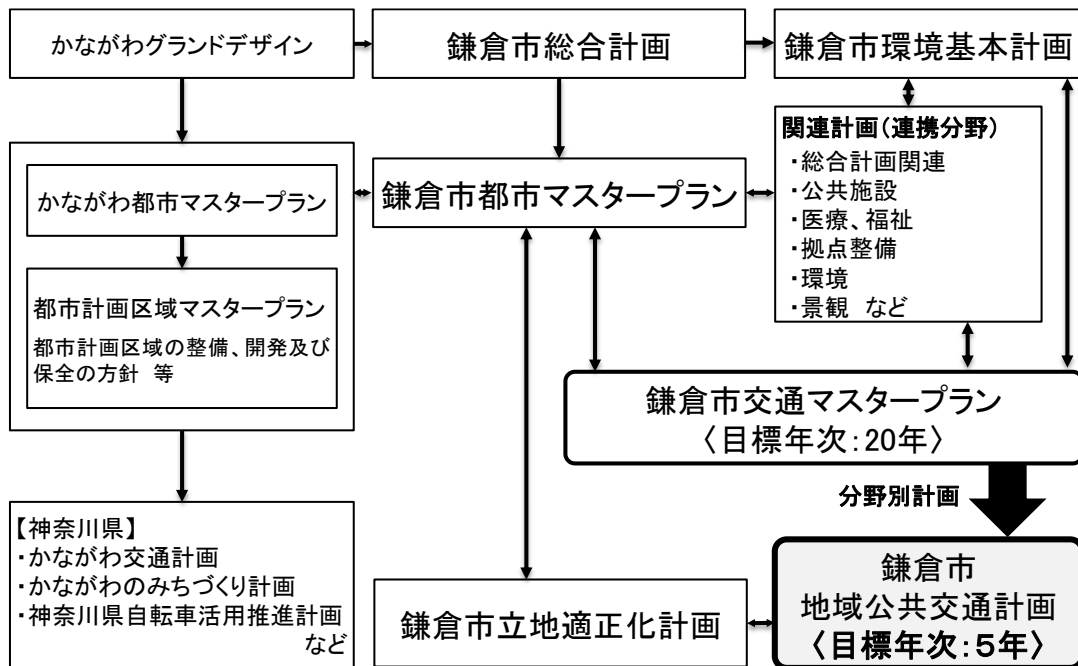 かながわグランドデザイン
鎌倉市総合計画
鎌倉市環境基本計画
かながわ都市マスタープラン
都市計画区域マスタープラン
都市計画区域の整備、開発及び
保全の方針 等
鎌倉市都市マスタープラン
関連計画(連携分野)
・総合計画関連
・公共施設
・医療、福祉
・拠点整備
・環境
・景観 など
鎌倉市交通マスタープラン
〈目標年次:20年〉
分野別計画
【神奈川県】
・かながわ交通計画
・かながわのみちづくり計画
・神奈川県自転車活用推進計画
など
鎌倉市立地適正化計画
鎌倉市
地域公共交通計画
〈目標年次:5年〉